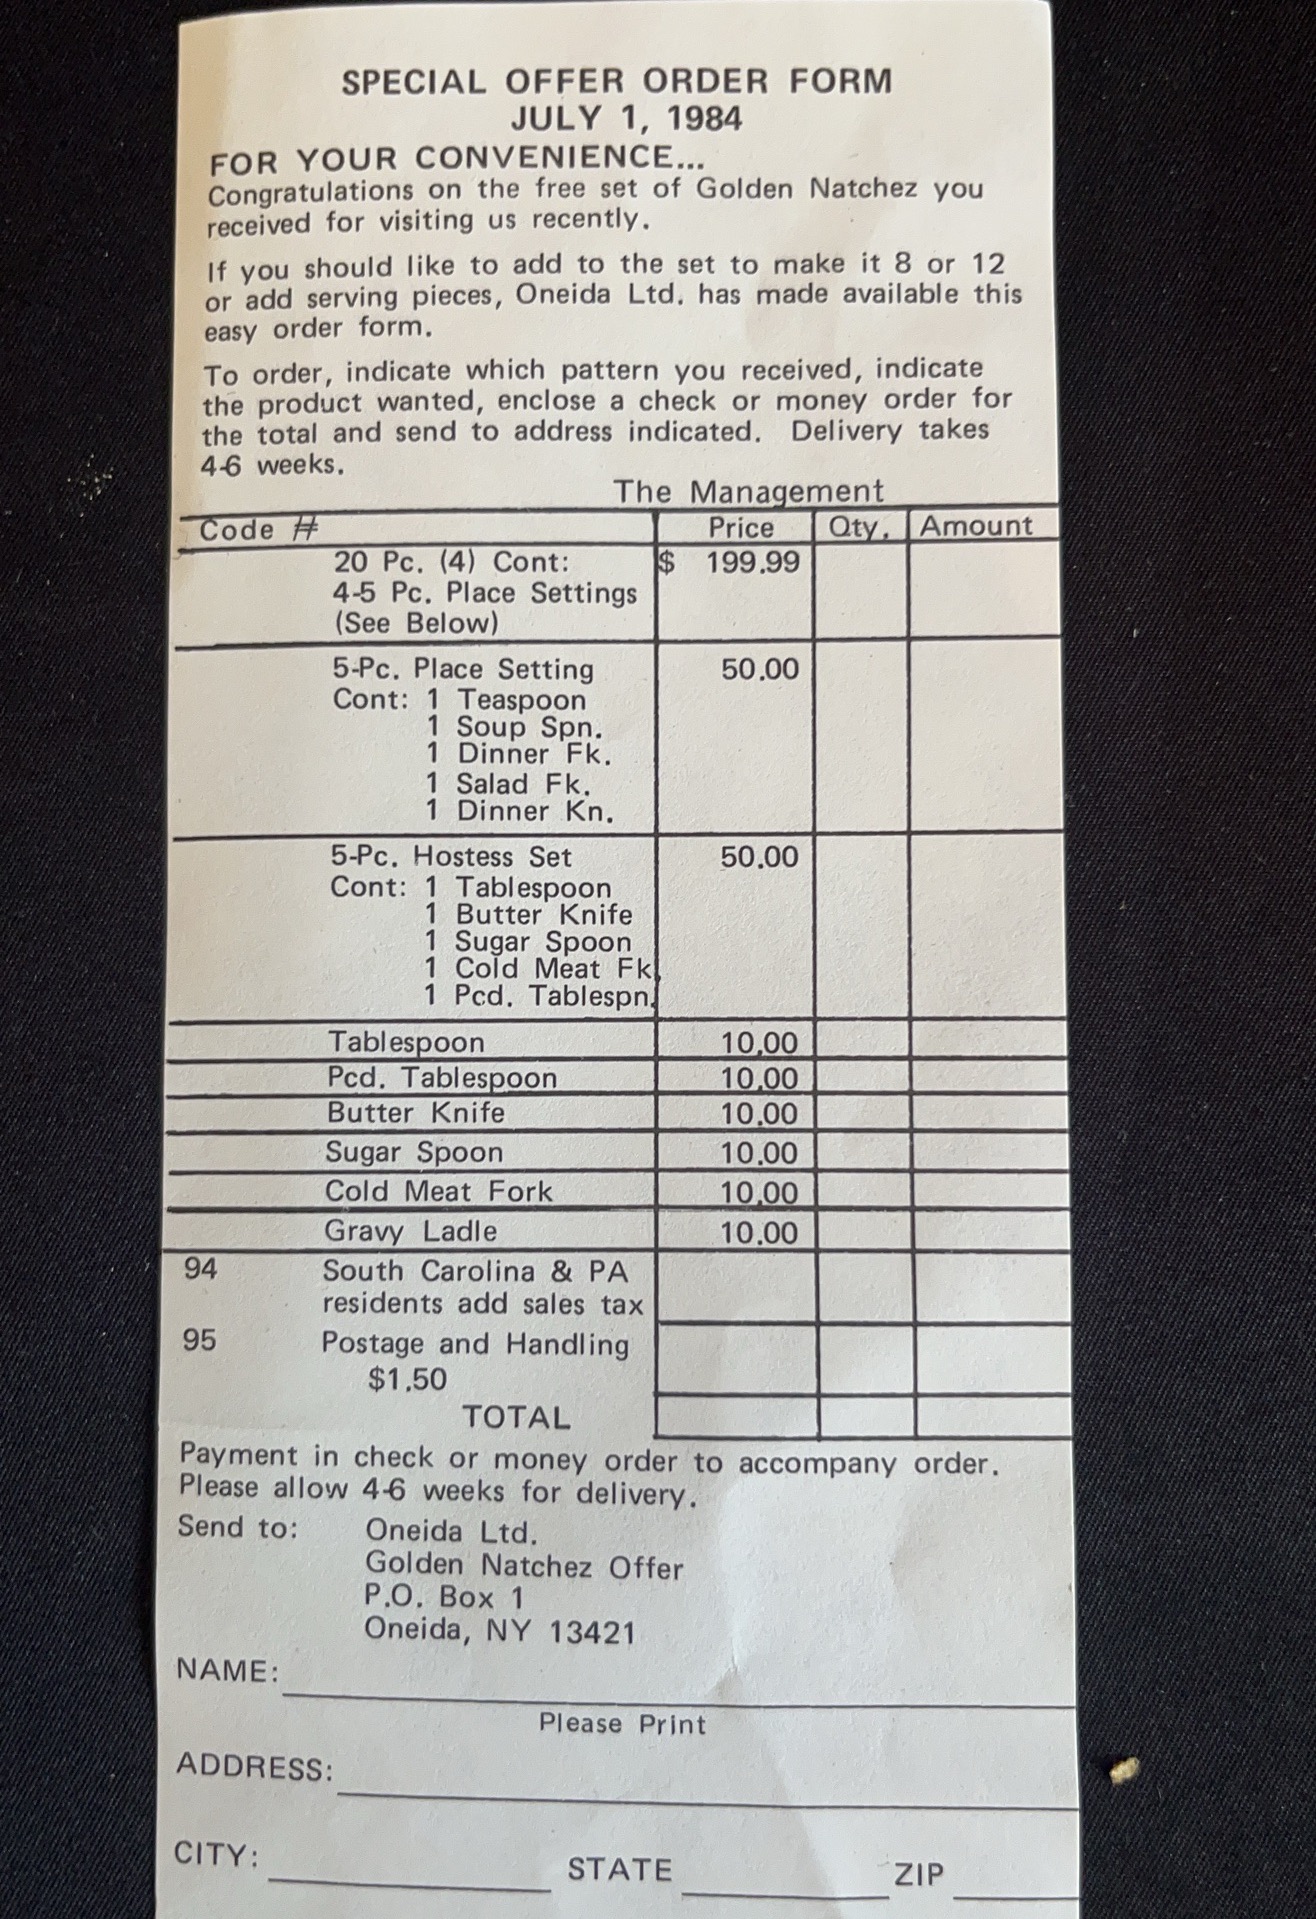 SPECIAL OFFER ORDER FORM
JULY 1, 1984
FOR YOUR CONVENIENCE...
Congratulations on the free set of Golden Natchez you
received for visiting us recently.
If you should like to add to the set to make it 8 or 12
or add serving pieces, Oneida Ltd. has made available this
easy order form.
To order, indicate which pattern you received, indicate
the product wanted, enclose a check or money order for
the total and send to address indicated. Delivery takes
4-6 weeks.
The Management
Code # Price Qty. Amount
20 Pc. (4) Cont: $ 199.99
4-5 Pc. Place Settings
(See Below)
5-Pc. Place Setting 50.00
Cont: 1 Teaspoon
1 Soup Spn.
1 Dinner Fk.
1 Salad Fk.
1 Dinner Kn.
5-Pc. Hostess Set 50.00
Cont: 1 Tablespoon
1 Butter Knife
1 Sugar Spoon
1 Cold Meat Fk.
1 Pcd. Tablespn.
Tablespoon 10.00
Pcd. Tablespoon 10.00
Butter Knife 10.00
Sugar Spoon 10.00
Cold Meat Fork 10.00
Gravy Ladle 10.00
94 South Carolina & PA
residents add sales tax
95 Postage and Handling
$1.50
TOTAL
Payment in check or money order to accompany order.
Please allow 4-6 weeks for delivery.
Send to: Oneida Ltd.
Golden Natchez Offer
P.O. Box 1
Oneida, NY 13421
NAME:
Please Print
ADDRESS:
CITY: STATE ZIP